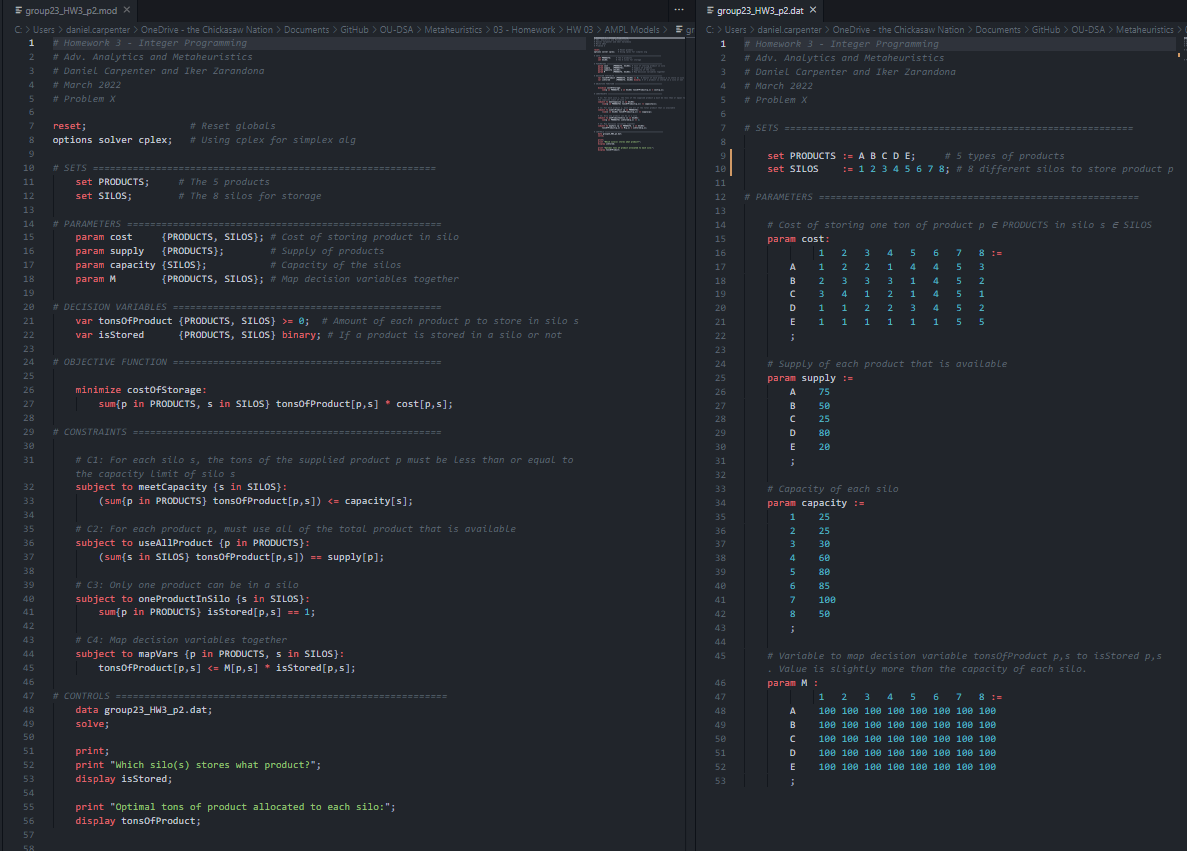 group23_HW3_p2.mod ×
C: > Users > daniel.carpenter > OneDrive - the Chickasaw Nation > Documents > GitHub > OU-DSA > Metaheuristics > 03 - Homework > HW 03 > AMPL Models > gr
1 # Homework 3 - Integer Programming
2 # Adv. Analytics and Metaheuristics
3 # Daniel Carpenter and Iker Zarandona
4 # March 2022
5 # Problem X
6
7 reset; # Reset globals
8 options solver cplex; # Using cplex for simplex alg
9
10 # SETS ========================================================
11 set PRODUCTS; # The 5 products
12 set SILOS; # The 8 silos for storage
13
14 # PARAMETERS ==================================================
15 param cost {PRODUCTS, SILOS}; # Cost of storing product in silo
16 param supply {PRODUCTS}; # Supply of products
17 param capacity {SILOS}; # Capacity of the silos
18 param M {PRODUCTS, SILOS}; # Map decision variables together
19
20 # DECISION VARIABLES ===========================================
21 var tonsOfProduct {PRODUCTS, SILOS} >= 0; # Amount of each product p to store in silo s
22 var isStored {PRODUCTS, SILOS} binary; # If a product is stored in a silo or not
23
24 # OBJECTIVE FUNCTION ===========================================
25
26 minimize costOfStorage:
27 sum{p in PRODUCTS, s in SILOS} tonsOfProduct[p,s] * cost[p,s];
28
29 # CONSTRAINTS ==================================================
30
31 # C1: For each silo s, the tons of the supplied product p must be less than or equal to
the capacity limit of silo s
32 subject to meetCapacity {s in SILOS}:
33 (sum{p in PRODUCTS} tonsOfProduct[p,s]) <= capacity[s];
34
35 # C2: For each product p, must use all of the total product that is available
36 subject to useAllProduct {p in PRODUCTS}:
37 (sum{s in SILOS} tonsOfProduct[p,s]) == supply[p];
38
39 # C3: Only one product can be in a silo
40 subject to oneProductInSilo {s in SILOS}:
41 sum{p in PRODUCTS} isStored[p,s] == 1;
42
43 # C4: Map decision variables together
44 subject to mapVars {p in PRODUCTS, s in SILOS}:
45 tonsOfProduct[p,s] <= M[p,s] * isStored[p,s];
46
47 # CONTROLS =====================================================
48 data group23_HW3_p2.dat;
49 solve;
50
51 print;
52 print "Which silo(s) stores what product?";
53 display isStored;
54
55 print "Optimal tons of product allocated to each silo:";
56 display tonsOfProduct;
57
58
group23_HW3_p2.dat ×
C: > Users > daniel.carpenter > OneDrive - the Chickasaw Nation > Documents > GitHub > OU-DSA > Metaheuristics >
1 # Homework 3 - Integer Programming
2 # Adv. Analytics and Metaheuristics
3 # Daniel Carpenter and Iker Zarandona
4 # March 2022
5 # Problem X
6
7 # SETS ========================================================
8
9 set PRODUCTS := A B C D E; # 5 types of products
10 set SILOS := 1 2 3 4 5 6 7 8; # 8 different silos to store product p
11
12 # PARAMETERS ==================================================
13
14 # Cost of storing one ton of product p ∈ PRODUCTS in silo s ∈ SILOS
15 param cost:
16 1 2 3 4 5 6 7 8 :=
17 A 1 2 2 1 4 4 5 3
18 B 2 3 3 3 1 4 5 2
19 C 3 4 1 2 1 4 5 1
20 D 1 1 2 2 3 4 5 2
21 E 1 1 1 1 1 1 5 5
22 ;
23
24 # Supply of each product that is available
25 param supply :=
26 A 75
27 B 50
28 C 25
29 D 80
30 E 20
31 ;
32
33 # Capacity of each silo
34 param capacity :=
35 1 25
36 2 25
37 3 30
38 4 60
39 5 80
40 6 85
41 7 100
42 8 50
43 ;
44
45 # Variable to map decision variable tonsOfProduct p,s to isStored p,s
. Value is slightly more than the capacity of each silo.
46 param M :
47 1 2 3 4 5 6 7 8 :=
48 A 100 100 100 100 100 100 100 100
49 B 100 100 100 100 100 100 100 100
50 C 100 100 100 100 100 100 100 100
51 D 100 100 100 100 100 100 100 100
52 E 100 100 100 100 100 100 100 100
53 ;